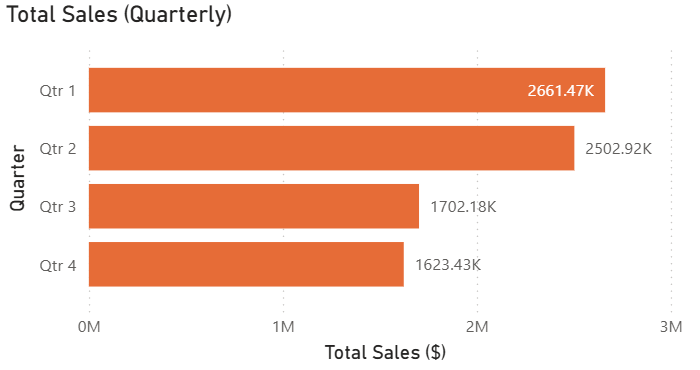 Total Sales (Quarterly)
Quarter
Qtr 1
2661.47K
Qtr 2
2502.92K
Qtr 3
1702.18K
Qtr 4
1623.43K
0M 1M 2M 3M
Total Sales ($)